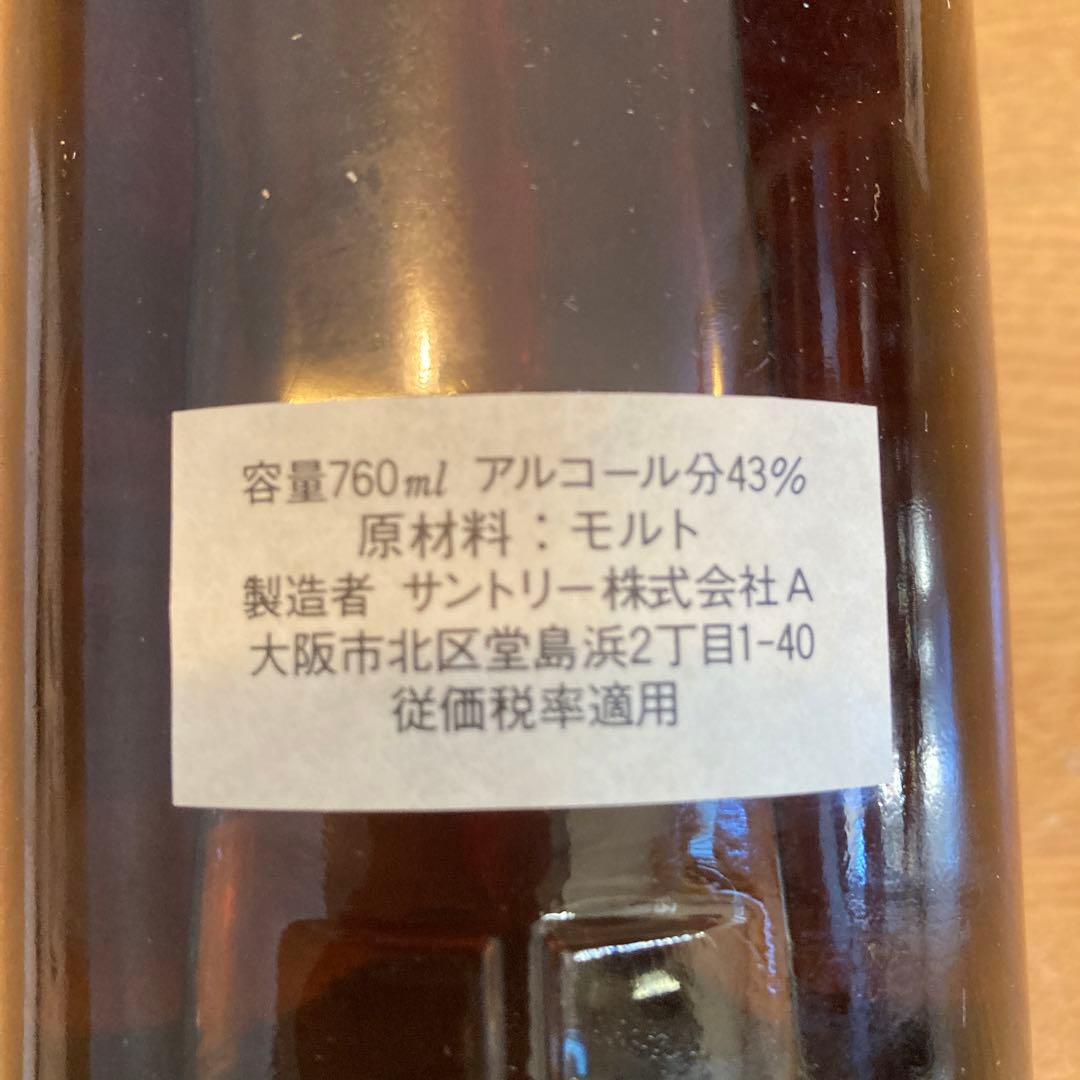 容量760ml アルコール分43%
原材料：モルト
製造者 サントリー株式会社A
大阪市北区堂島浜2丁目1-40
従価税率適用